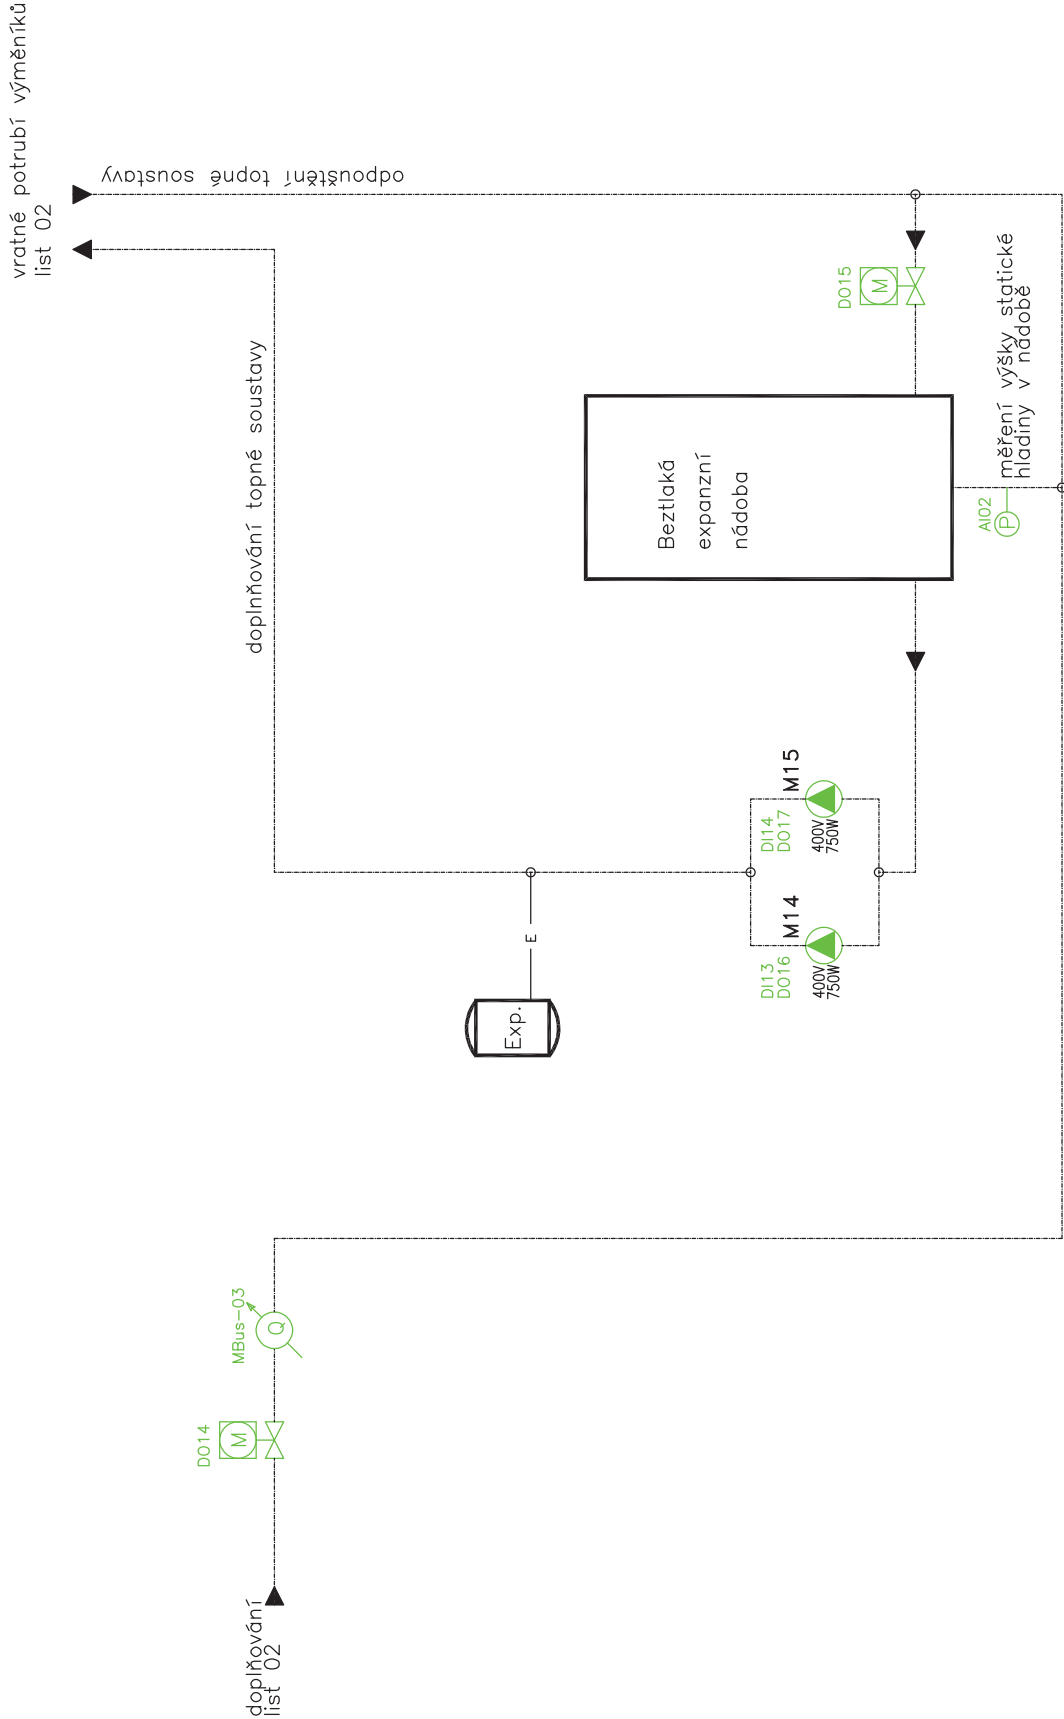 vratné potrubí výměníků
list 02
odpouštění topné soustavy
doplnňování topné soustavy
DO15
M
měření výšky statické
hladiny v nádobě
AI02
P
Beztlaká
expanzní
nádoba
M15
DI14
DO17
400V
750W
M14
DI13
DO16
400V
750W
E
Exp.
MBus-03
Q
DO14
M
doplňování
list 02